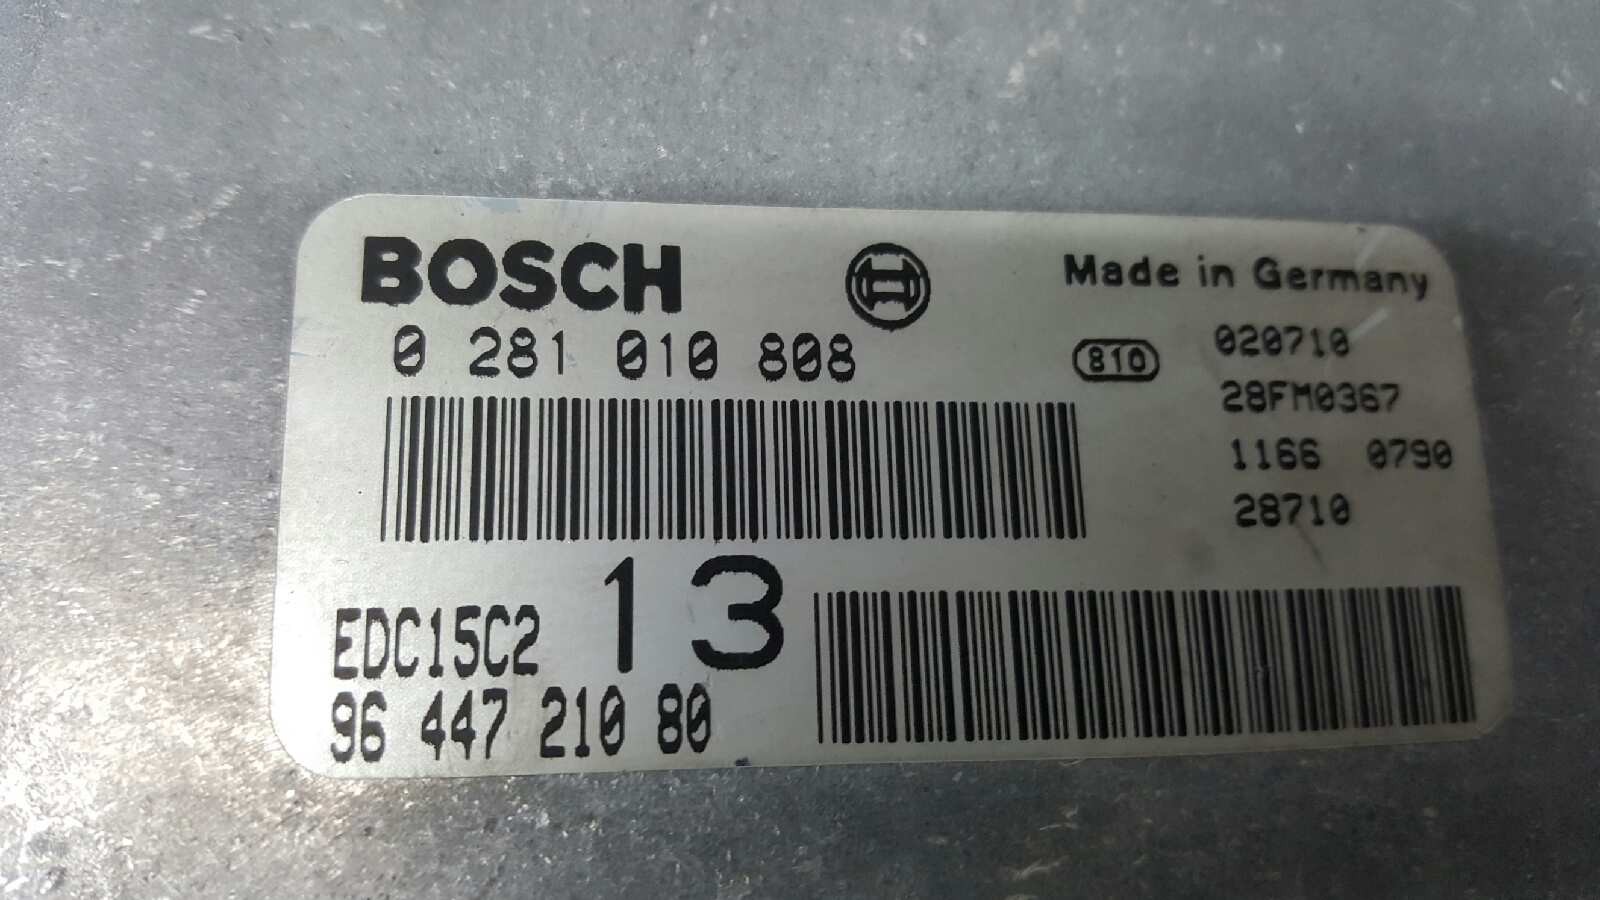 BOSCH
Made in Germany
0 281 010 808
810
020710
28FM0367
1166 0790
28710
EDC15C2 13
96 447 210 80